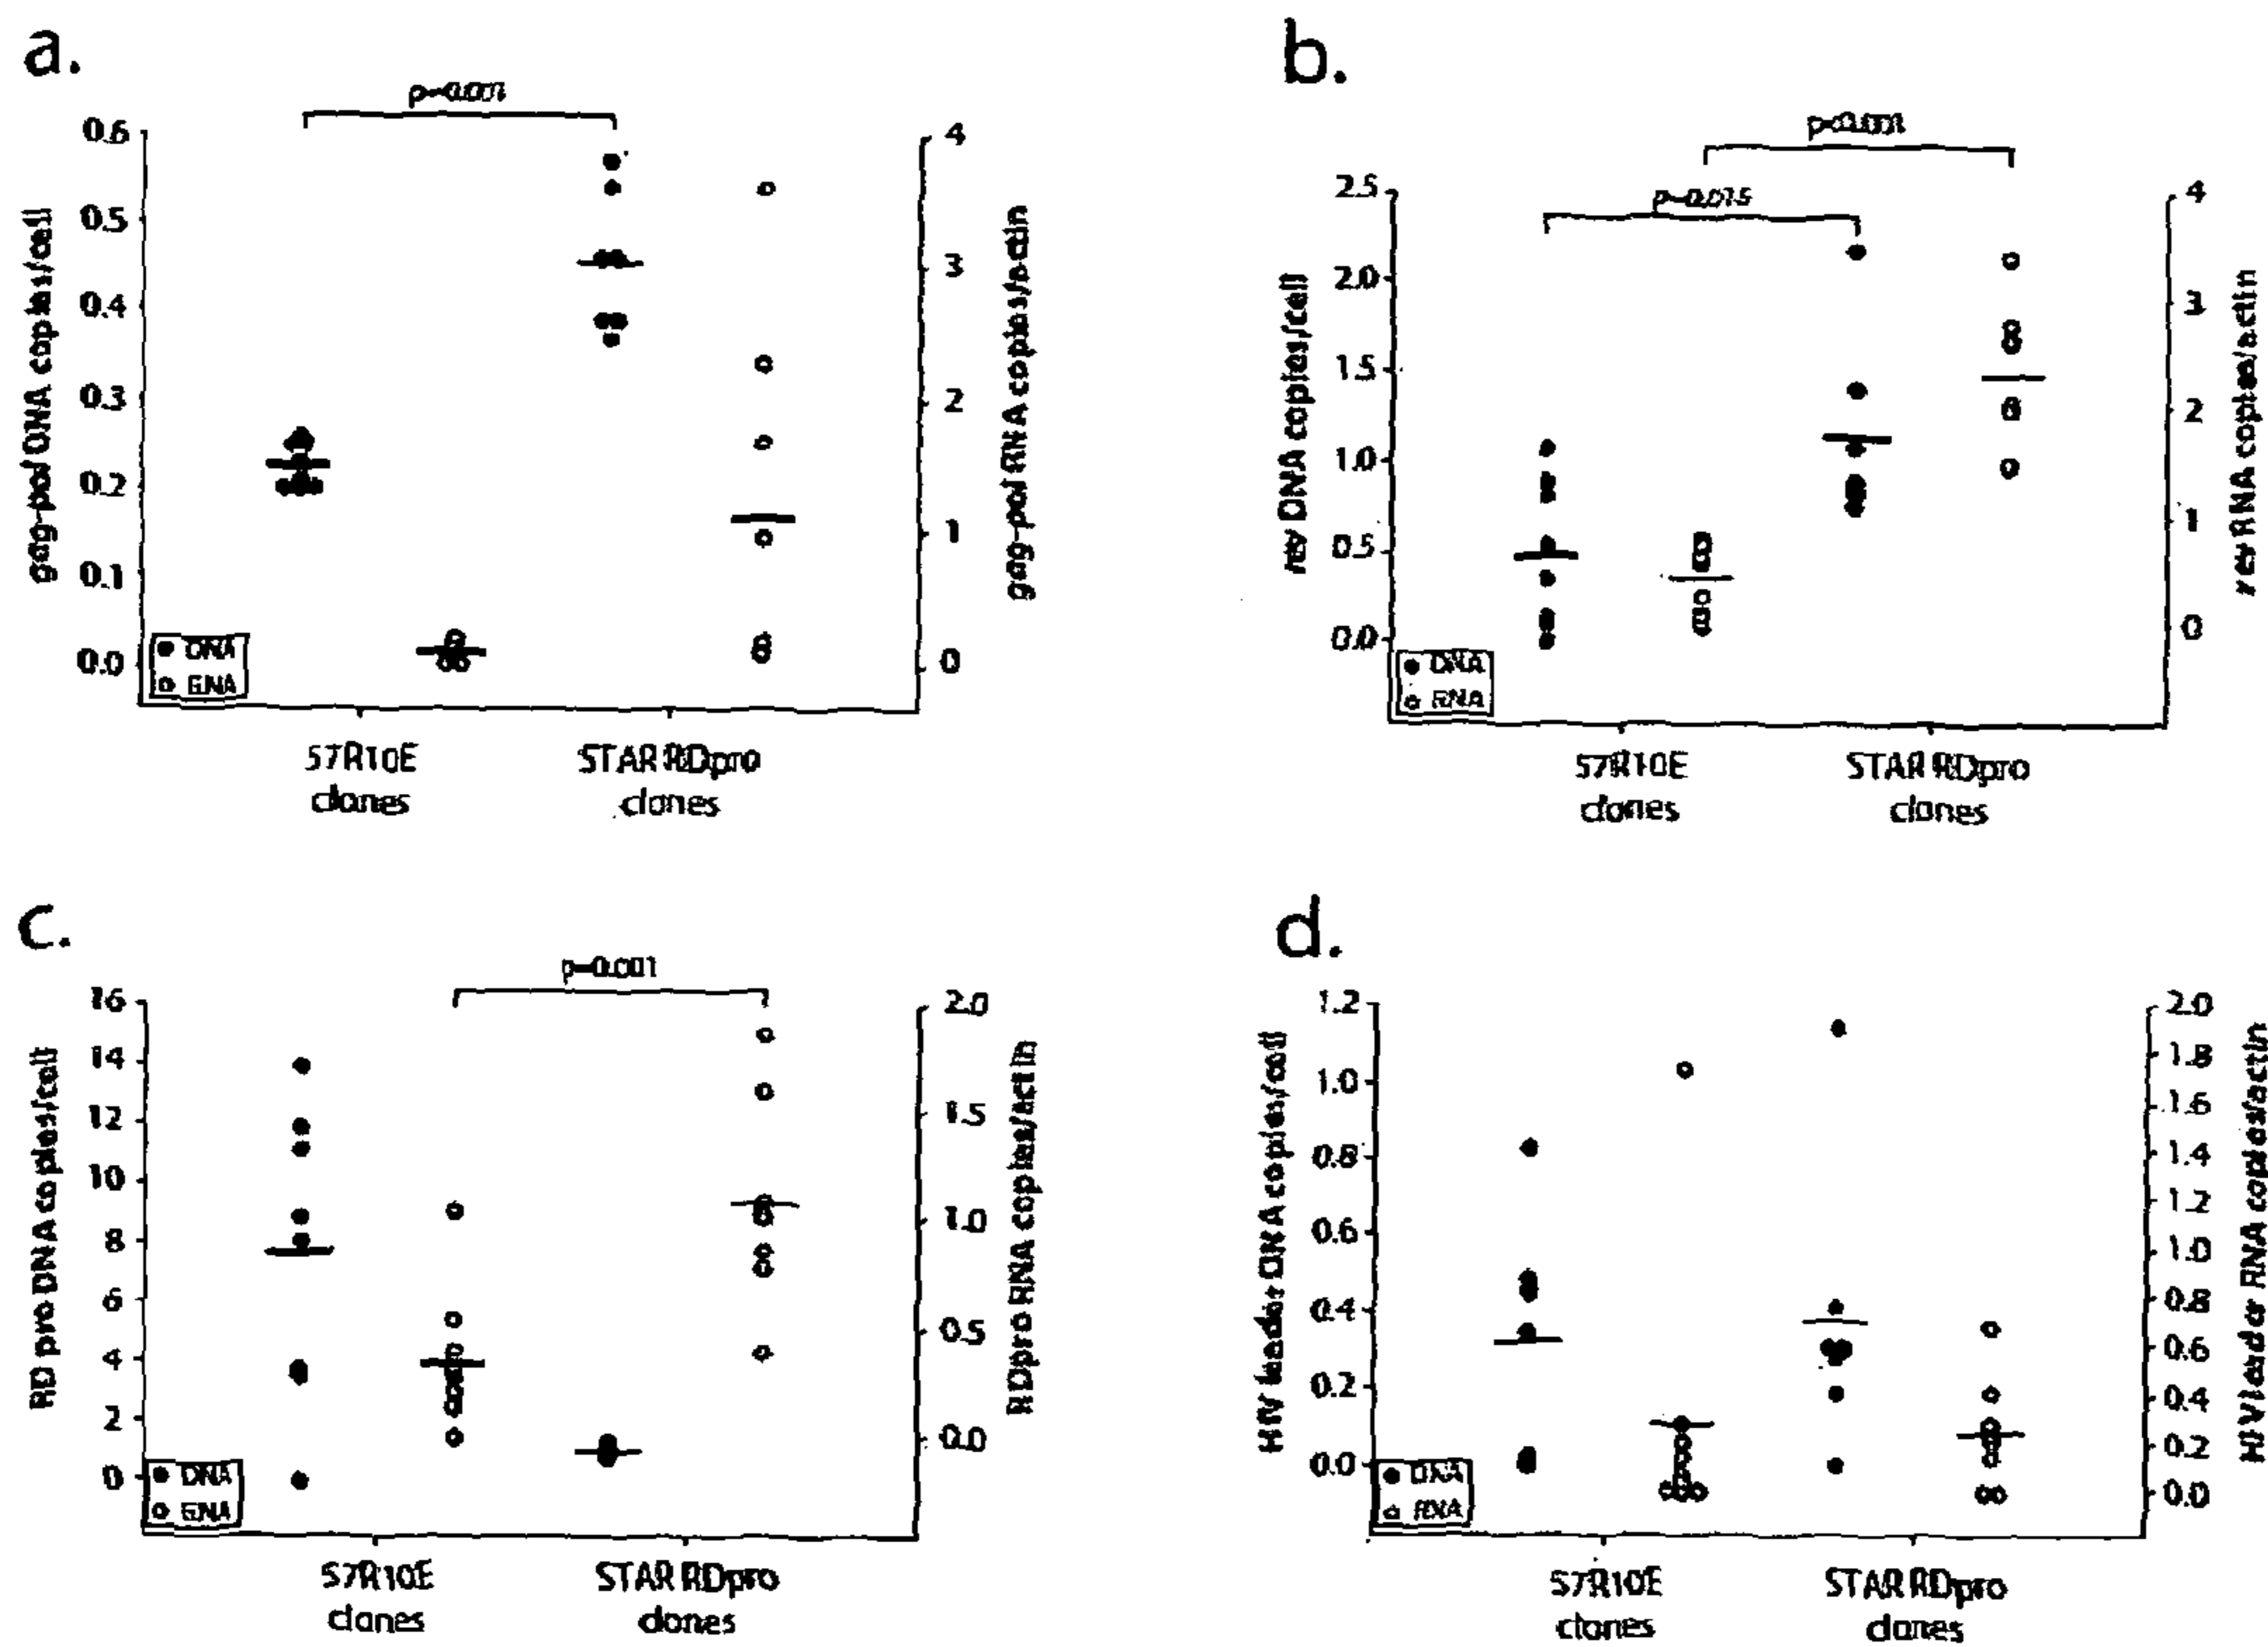 a.
0.6
0.5
0.4
0.3
0.2
0.1
0.0
gag-pol DNA copies/cell
4
3
2
1
0
gag-pol RNA copies/actin
DNA
RNA
57R10E
clones
STAR RDpro
clones
b.
p=0.015
2.5
2.0
1.5
1.0
0.5
0.0
rev DNA copies/cell
4
3
2
1
0
rev RNA copies/actin
DNA
RNA
57R10E
clones
STAR RDpro
clones
c.
p=0.001
16
14
12
10
8
6
4
2
0
RD pro DNA copies/cell
2.0
1.5
1.0
0.5
0.0
RDpro RNA copies/actin
DNA
RNA
57R10E
clones
STAR RDpro
clones
d.
1.2
1.0
0.8
0.6
0.4
0.2
0.0
HIV leader DNA copies/cell
2.0
1.8
1.6
1.4
1.2
1.0
0.8
0.6
0.4
0.2
0.0
HIV leader RNA copies/actin
DNA
RNA
57R10E
clones
STAR RDpro
clones